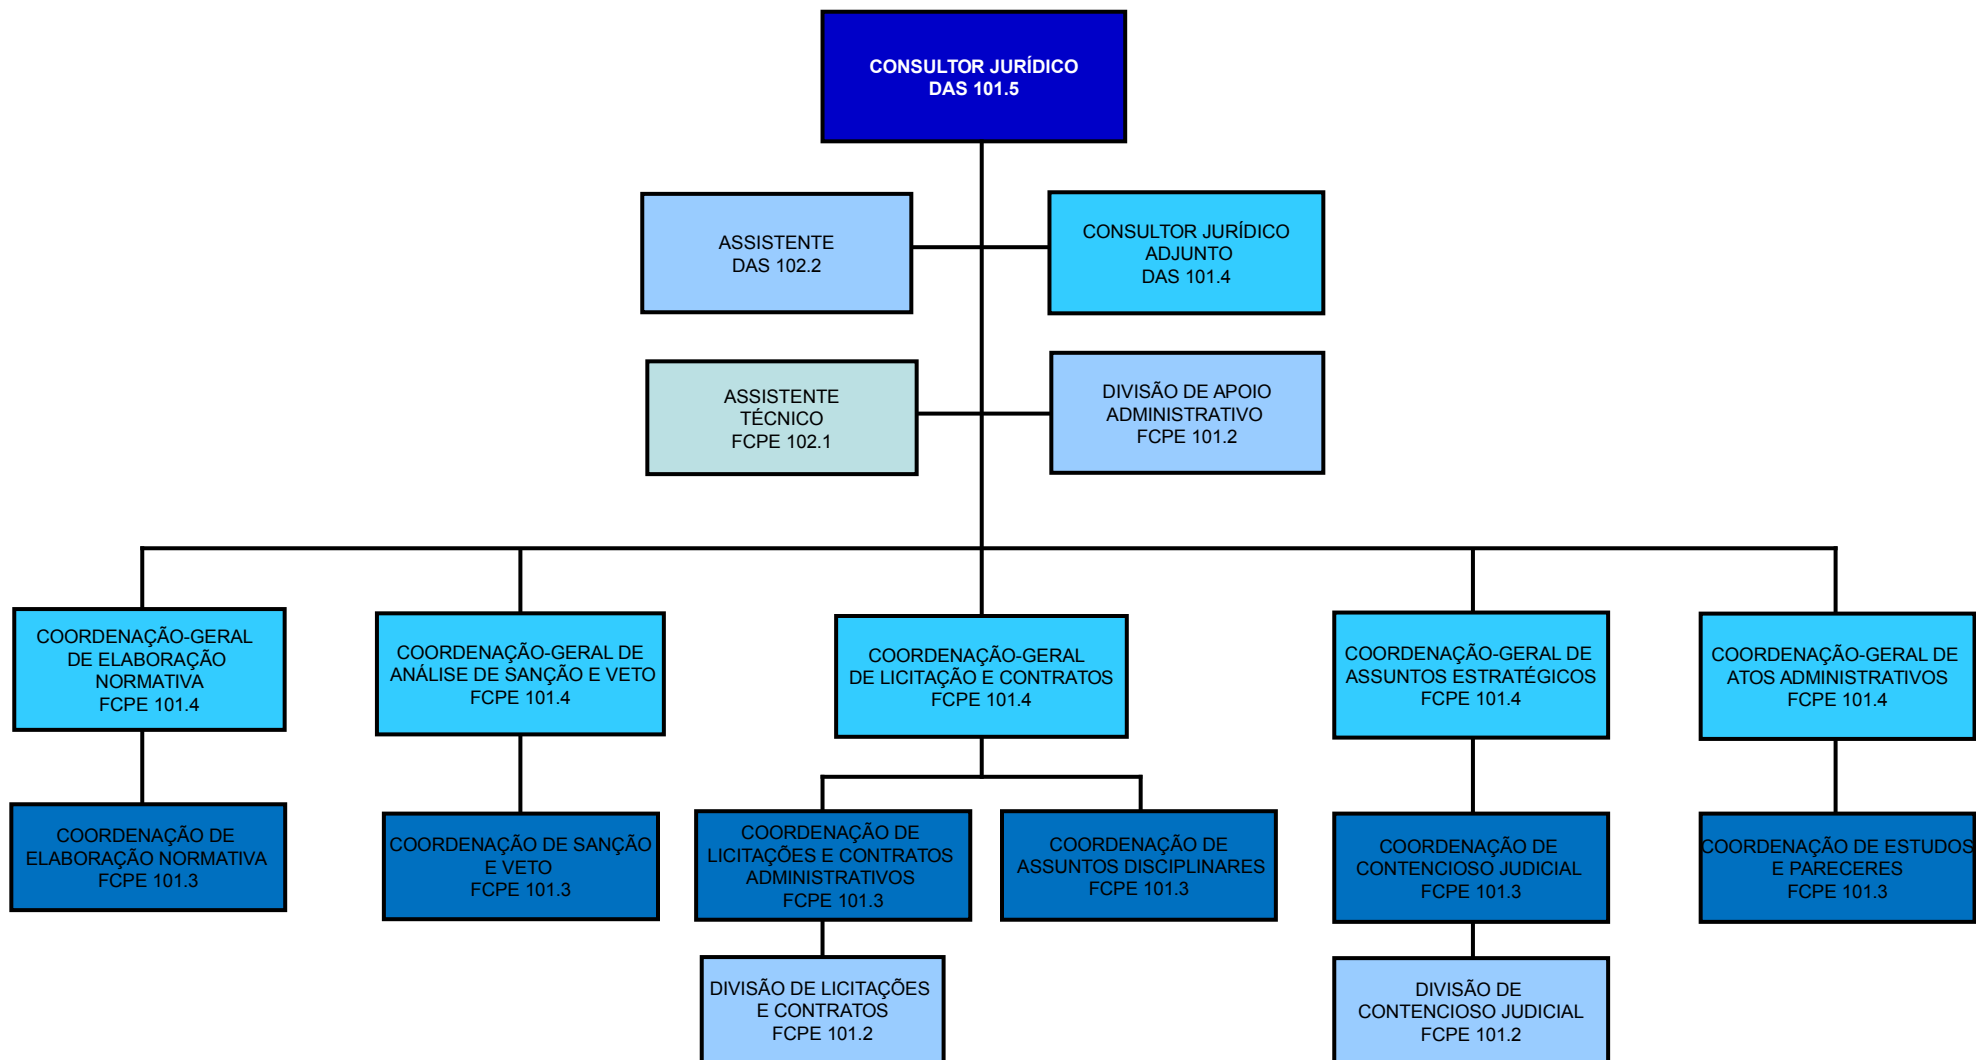 CONSULTOR JURÍDICO
DAS 101.5
ASSISTENTE
DAS 102.2
CONSULTOR JURÍDICO
ADJUNTO
DAS 101.4
ASSISTENTE
TÉCNICO
FCPE 102.1
DIVISÃO DE APOIO
ADMINISTRATIVO
FCPE 101.2
COORDENAÇÃO-GERAL
DE ELABORAÇÃO
NORMATIVA
FCPE 101.4
COORDENAÇÃO-GERAL DE
ANÁLISE DE SANÇÃO E VETO
FCPE 101.4
COORDENAÇÃO-GERAL
DE LICITAÇÃO E CONTRATOS
FCPE 101.4
COORDENAÇÃO-GERAL DE
ASSUNTOS ESTRATÉGICOS
FCPE 101.4
COORDENAÇÃO-GERAL DE
ATOS ADMINISTRATIVOS
FCPE 101.4
COORDENAÇÃO DE
ELABORAÇÃO NORMATIVA
FCPE 101.3
COORDENAÇÃO DE SANÇÃO
E VETO
FCPE 101.3
COORDENAÇÃO DE
LICITAÇÕES E CONTRATOS
ADMINISTRATIVOS
FCPE 101.3
COORDENAÇÃO DE
ASSUNTOS DISCIPLINARES
FCPE 101.3
COORDENAÇÃO DE
CONTENCIOSO JUDICIAL
FCPE 101.3
COORDENAÇÃO DE ESTUDOS
E PARECERES
FCPE 101.3
DIVISÃO DE LICITAÇÕES
E CONTRATOS
FCPE 101.2
DIVISÃO DE
CONTENCIOSO JUDICIAL
FCPE 101.2